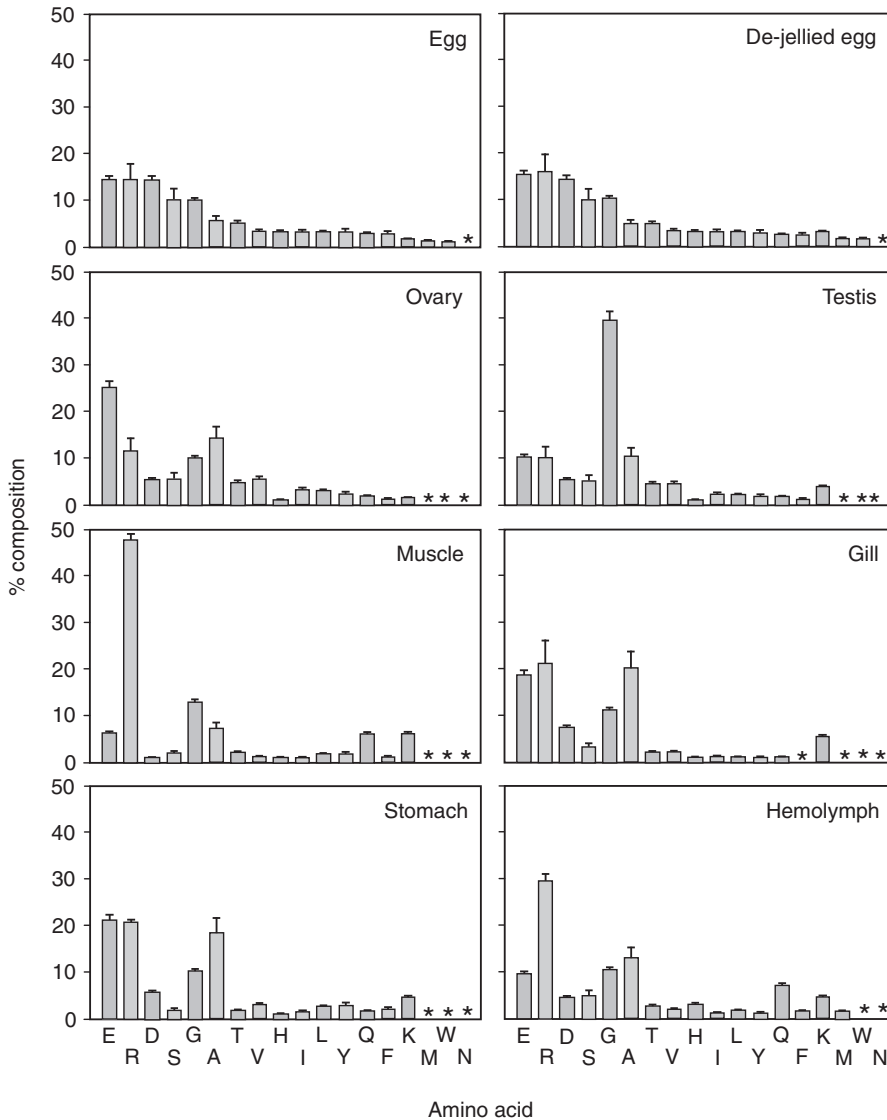 % composition
50
40
30
20
10
0
Egg
*
De-jellied egg
*
50
40
30
20
10
0
Ovary
* * *
Testis
* **
50
40
30
20
10
0
Muscle
* * *
Gill
* * * *
50
40
30
20
10
0
Stomach
* * *
Hemolymph
* *
E R D S G A T V H I L Y Q F K M W N
E R D S G A T V H I L Y Q F K M W N
Amino acid